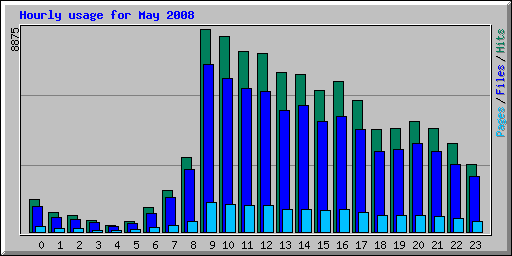 Hourly usage for May 2008
8875
Pages/Files/Hits
0 1 2 3 4 5 6 7 8 9 10 11 12 13 14 15 16 17 18 19 20 21 22 23